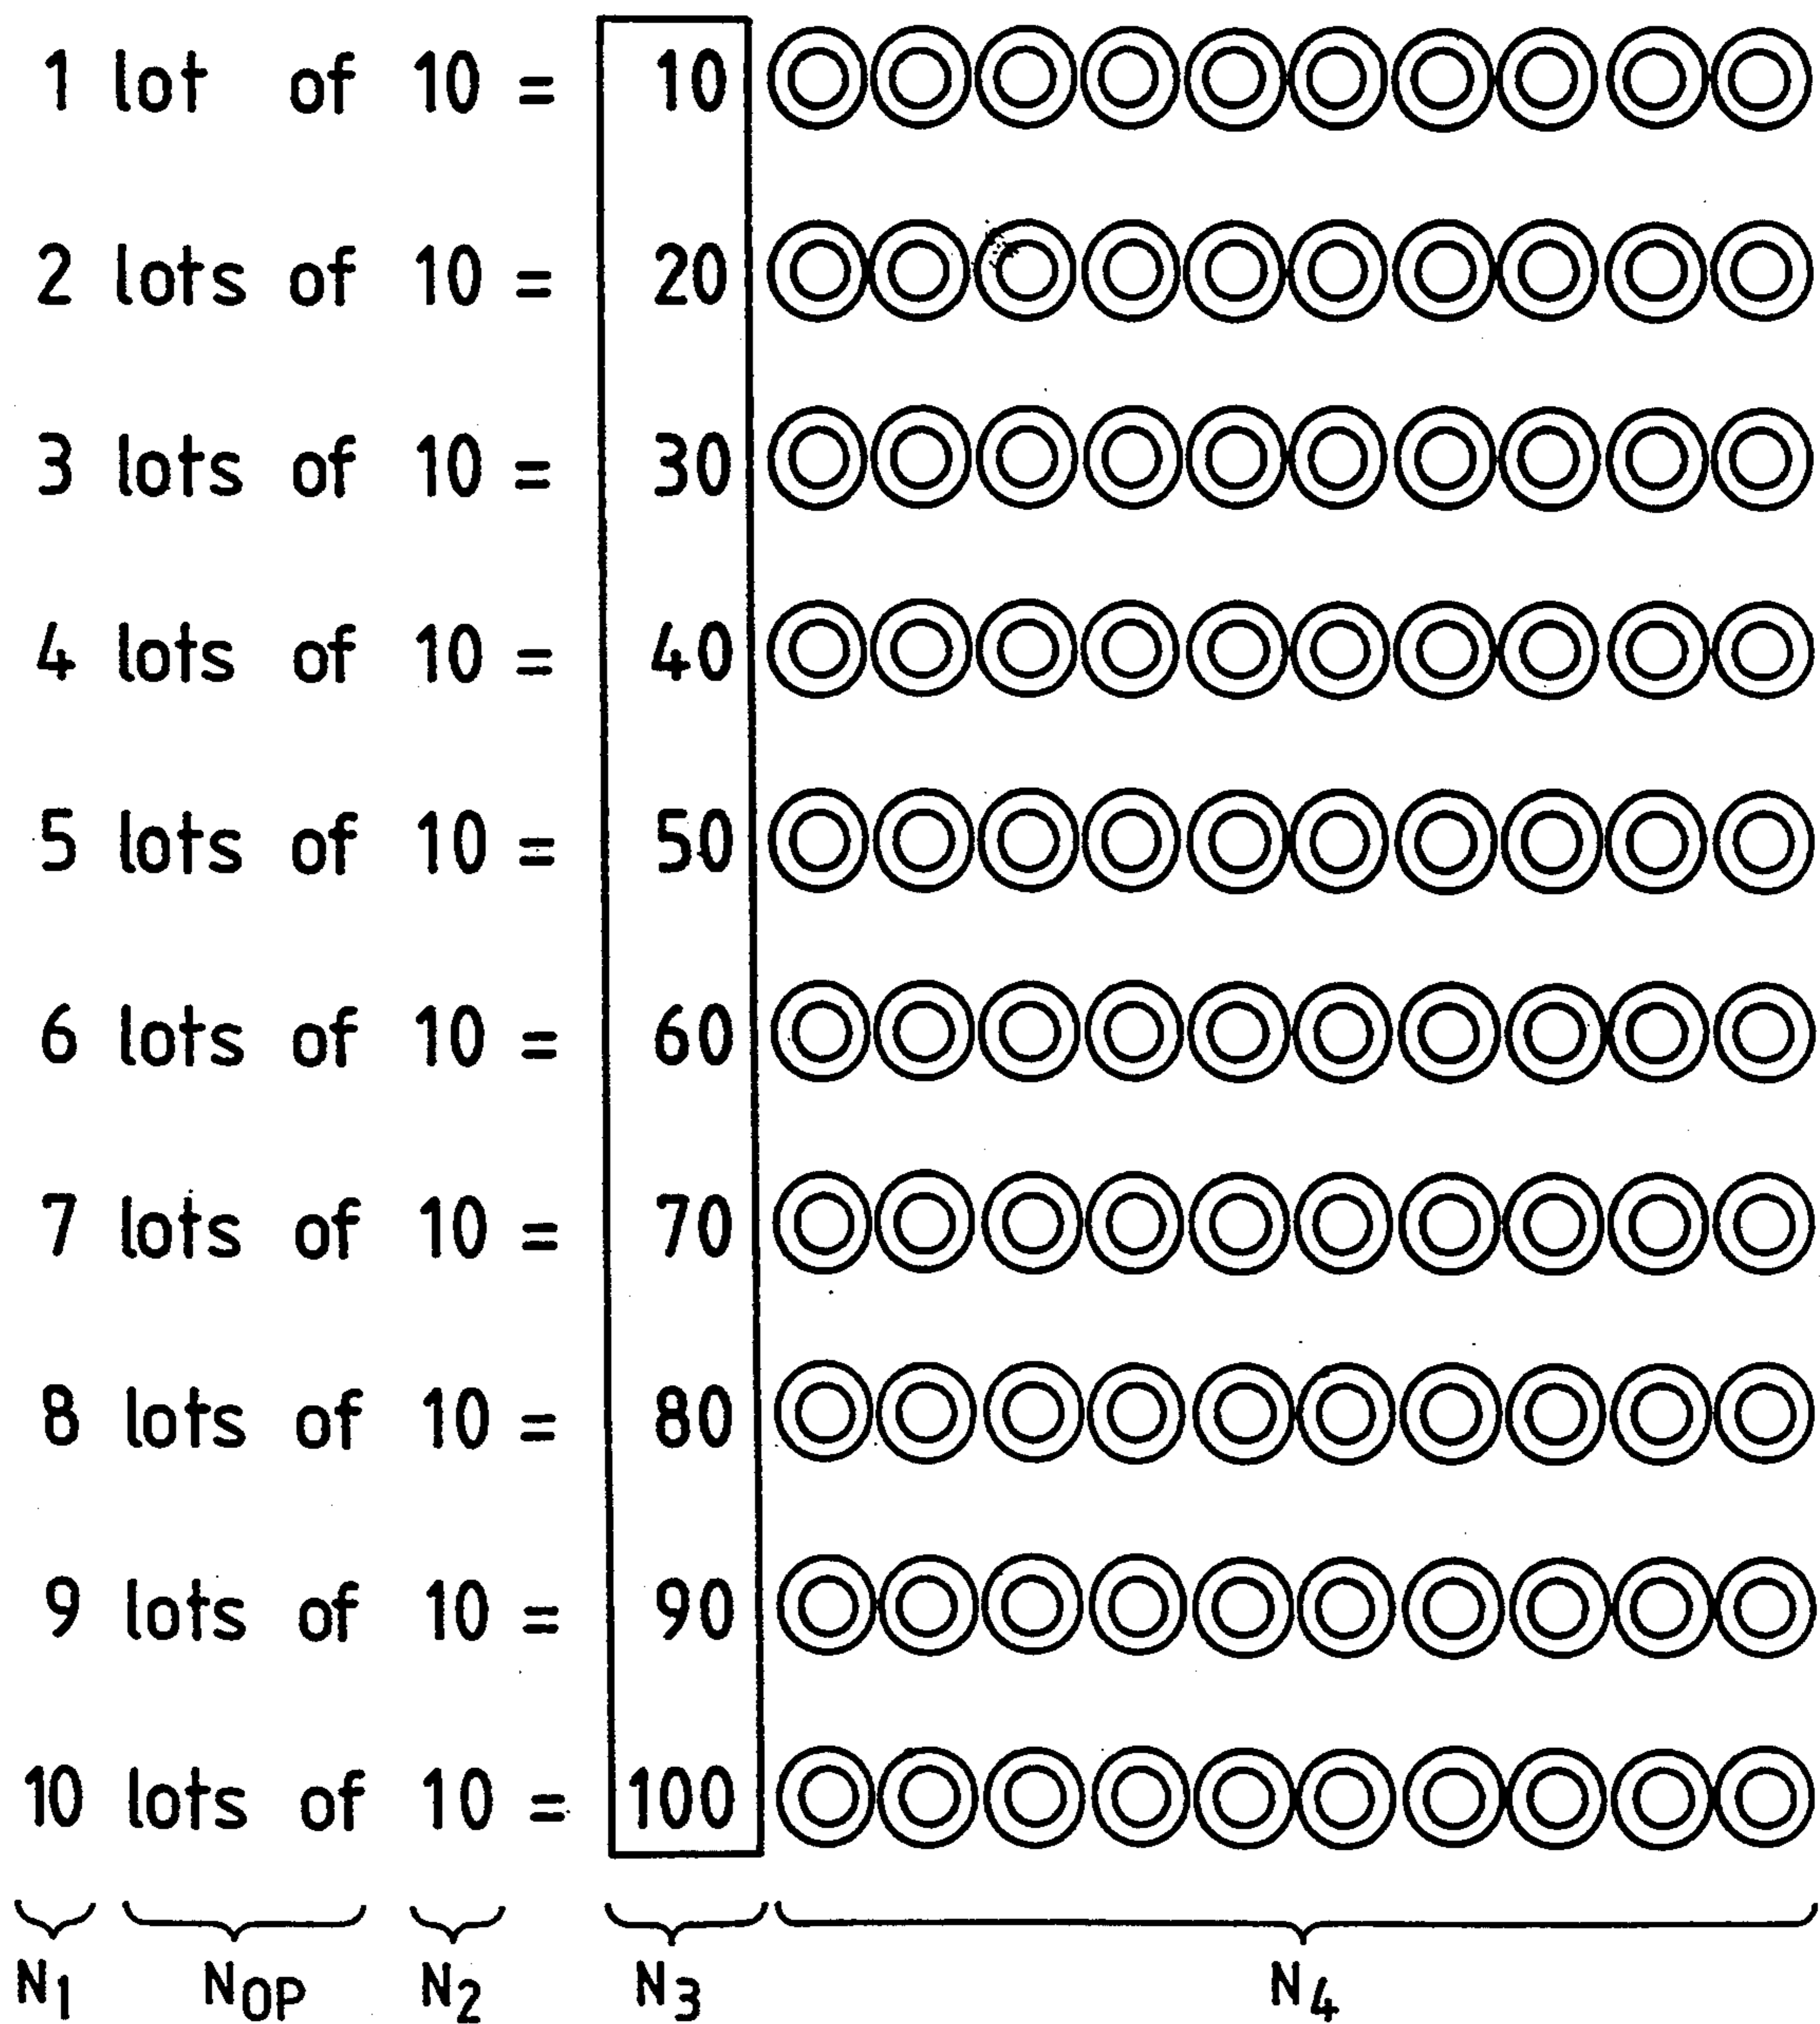 1 lot of 10 = 10
2 lots of 10 = 20
3 lots of 10 = 30
4 lots of 10 = 40
5 lots of 10 = 50
6 lots of 10 = 60
7 lots of 10 = 70
8 lots of 10 = 80
9 lots of 10 = 90
10 lots of 10 = 100
N1 NOP N2 N3 N4